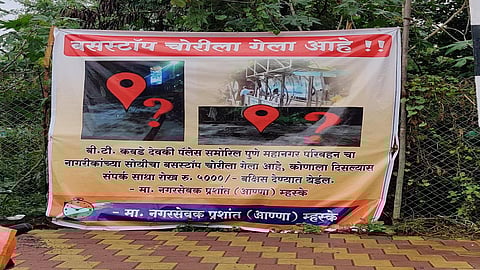 बसस्टॉप चोरीला गेला आहे !!
?
?
बी.टी. कवडे देवकी पॅलेस समोरिल पुणे महानगर परिवहन चा
नागरीकांच्या सोयीचा बसस्टॉप चोरीला गेला आहे, कोणाला दिसल्यास
संपर्क साधा रोख रु. ५०००/- बक्षिस देण्यात येईल.
- मा. नगरसेवक प्रशांत (आण्णा) म्हस्के
- मा. नगरसेवक प्रशांत (आण्णा) म्हस्के